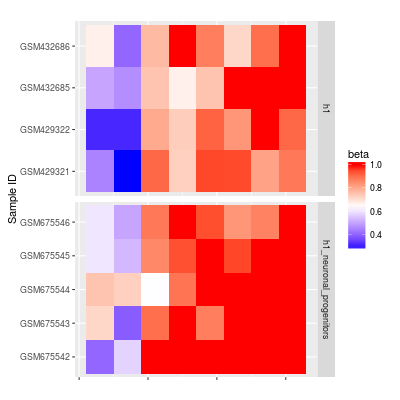 Sample ID
GSM432686
GSM432685
GSM429322
GSM429321
h1
GSM675546
GSM675545
GSM675544
GSM675543
GSM675542
h1_neuronal_progenitors
beta
1.0
0.8
0.6
0.4